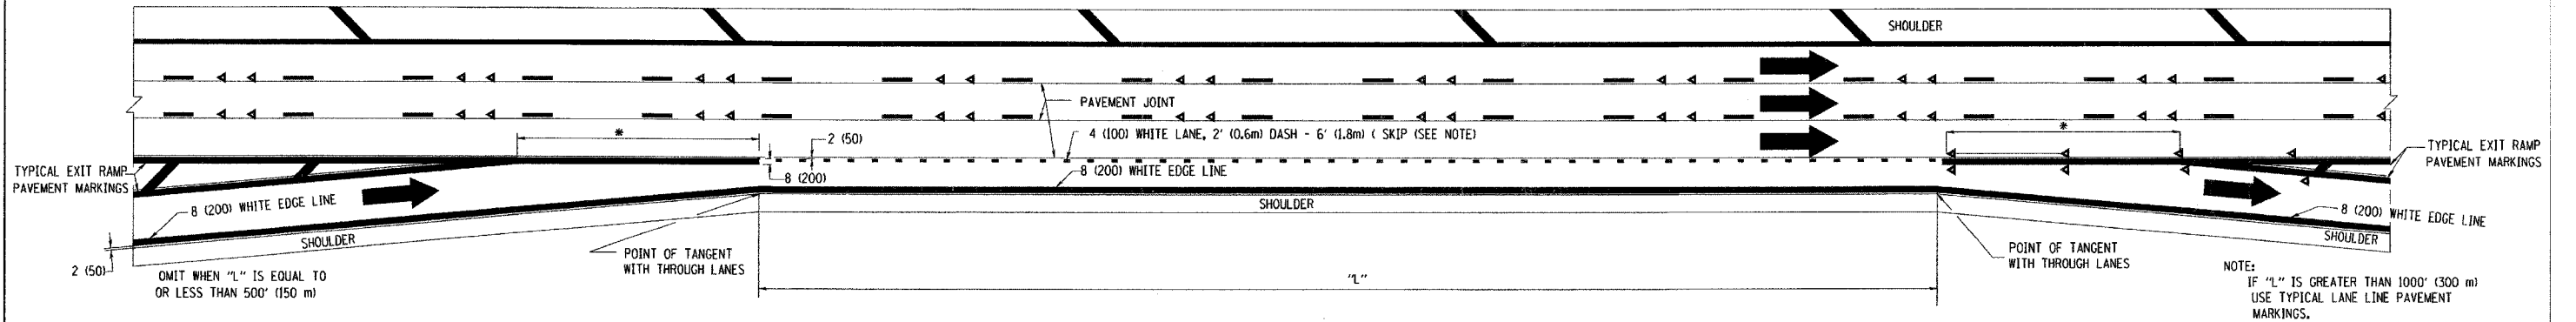 SHOULDER
PAVEMENT JOINT
*
2 (50)
4 (100) WHITE LANE, 2' (0.6m) DASH - 6' (1.8m) ( SKIP (SEE NOTE)
*
TYPICAL EXIT RAMP
PAVEMENT MARKINGS
TYPICAL EXIT RAMP
PAVEMENT MARKINGS
8 (200)
8 (200) WHITE EDGE LINE
8 (200) WHITE EDGE LINE
SHOULDER
8 (200) WHITE EDGE LINE
SHOULDER
SHOULDER
2 (50)
POINT OF TANGENT
WITH THROUGH LANES
POINT OF TANGENT
WITH THROUGH LANES
OMIT WHEN "L" IS EQUAL TO
OR LESS THAN 500' (150 m)
"L"
NOTE:
IF "L" IS GREATER THAN 1000' (300 m)
USE TYPICAL LANE LINE PAVEMENT
MARKINGS.